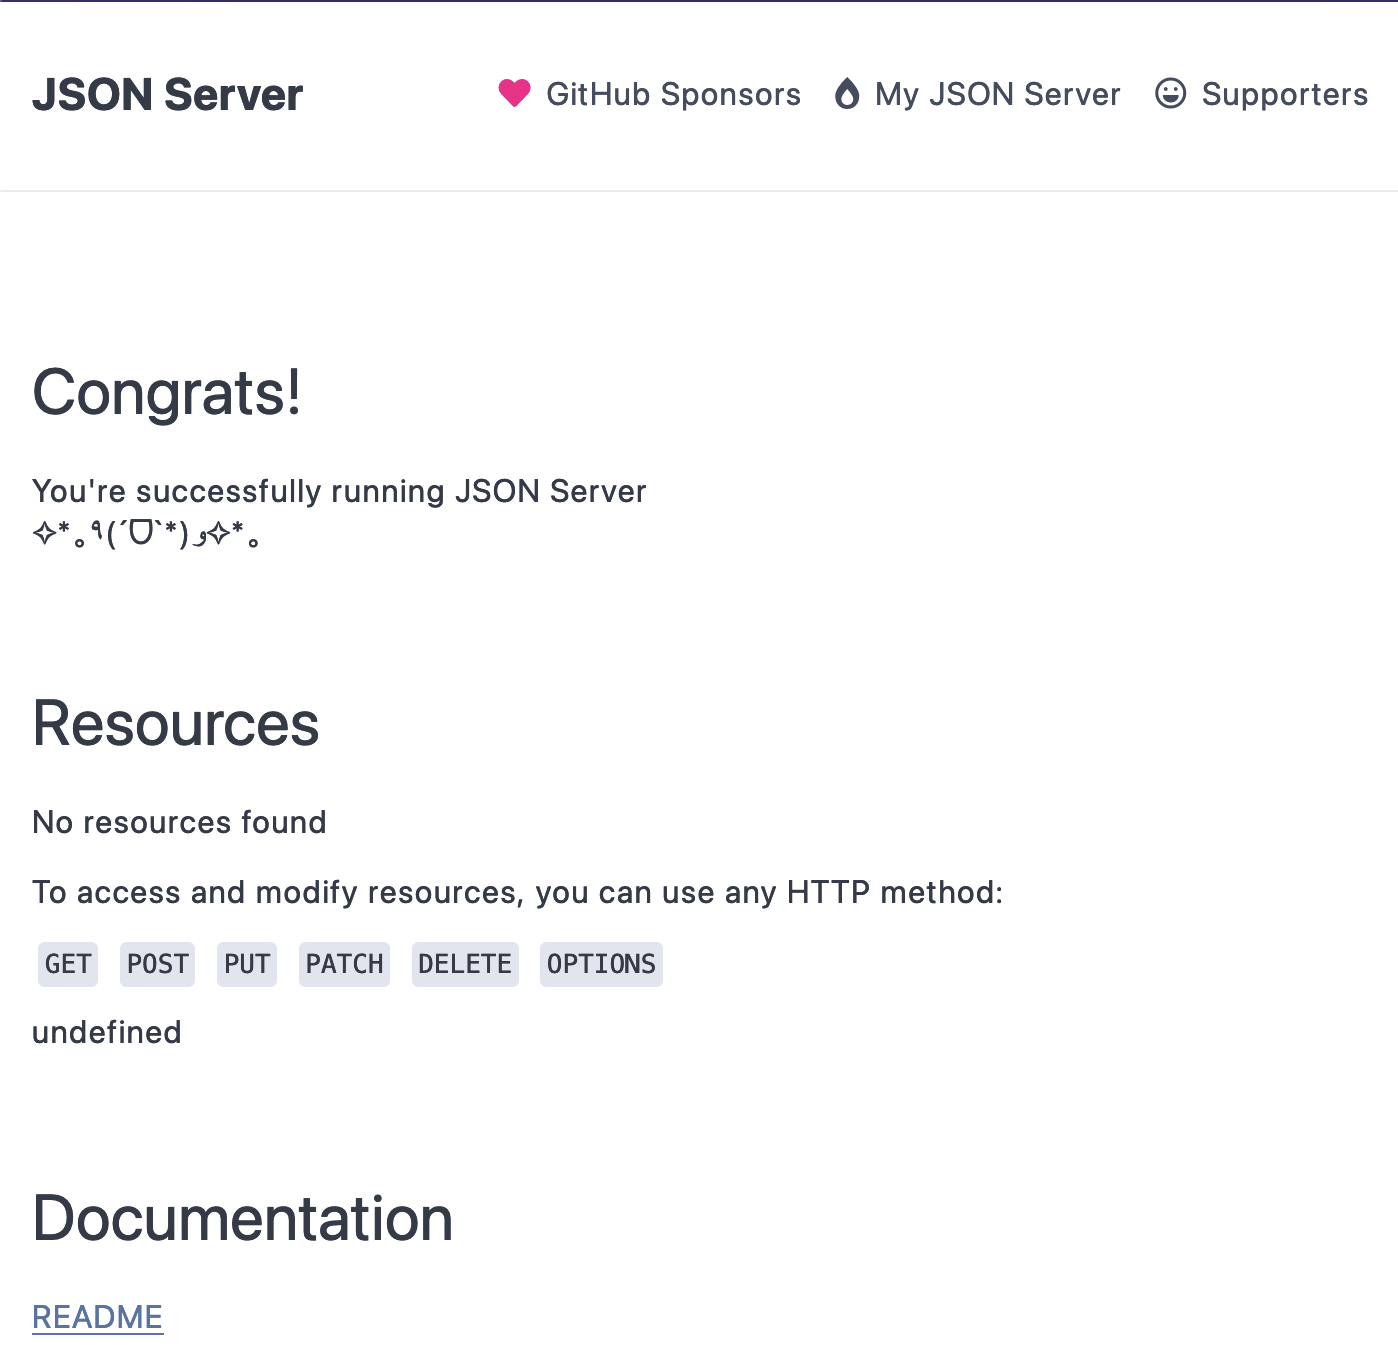 JSON Server
GitHub Sponsors
My JSON Server
Supporters
Congrats!
You're successfully running JSON Server
✧*｡٩(ˊᗜˋ*)و✧*｡
Resources
No resources found
To access and modify resources, you can use any HTTP method:
GET POST PUT PATCH DELETE OPTIONS
undefined
Documentation
README